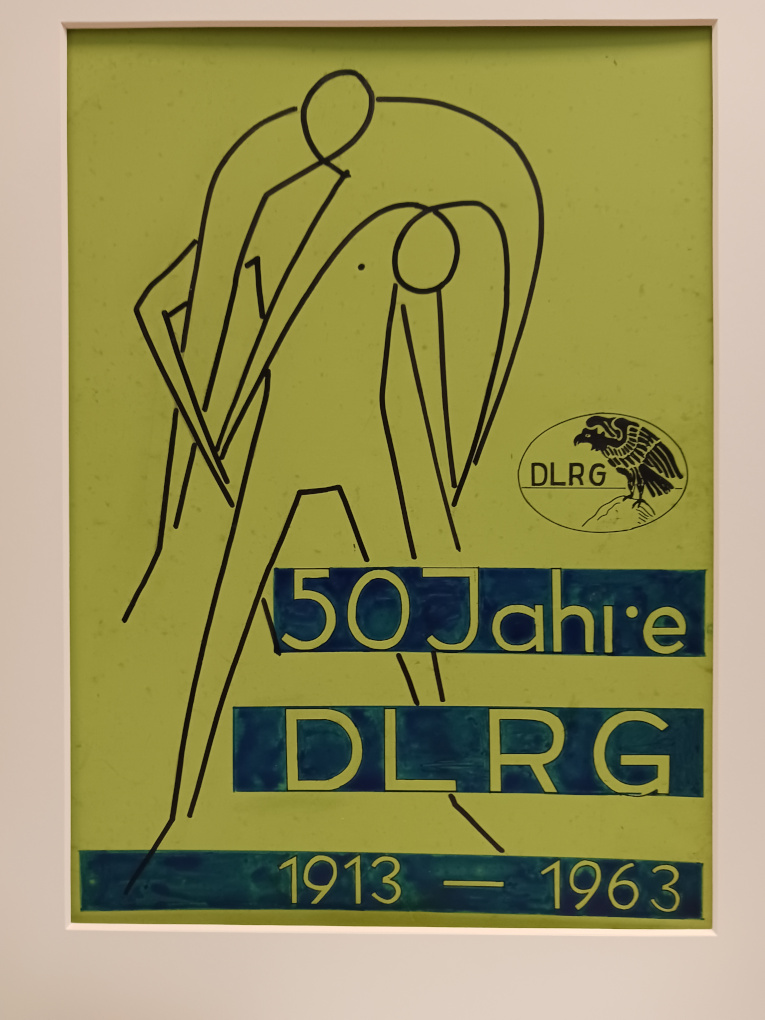 DLRG
50 Jahre
DLRG
1913 — 1963